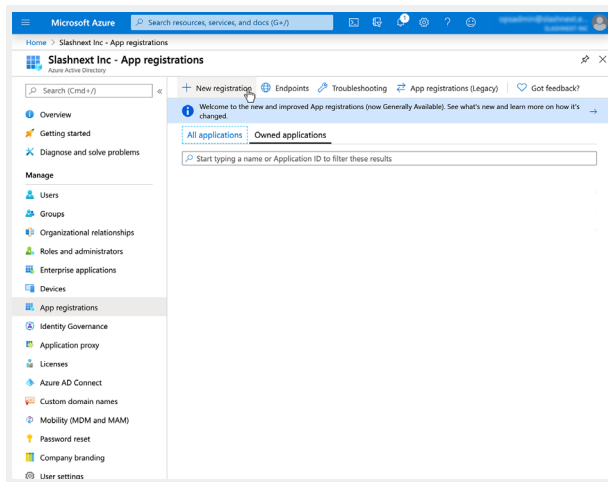 Microsoft Azure
Search resources, services, and docs (G+/)
Home > Slashnext Inc - App registrations
Slashnext Inc - App registrations
Azure Active Directory
Search (Cmd+/)
New registration
Endpoints
Troubleshooting
App registrations (Legacy)
Got feedback?
Welcome to the new and improved App registrations (now Generally Available). See what's new and learn more on how it's
changed.
All applications
Owned applications
Start typing a name or Application ID to filter these results
Overview
Getting started
Diagnose and solve problems
Manage
Users
Groups
Organizational relationships
Roles and administrators
Enterprise applications
Devices
App registrations
Identity Governance
Application proxy
Licenses
Azure AD Connect
Custom domain names
Mobility (MDM and MAM)
Password reset
Company branding
User settings